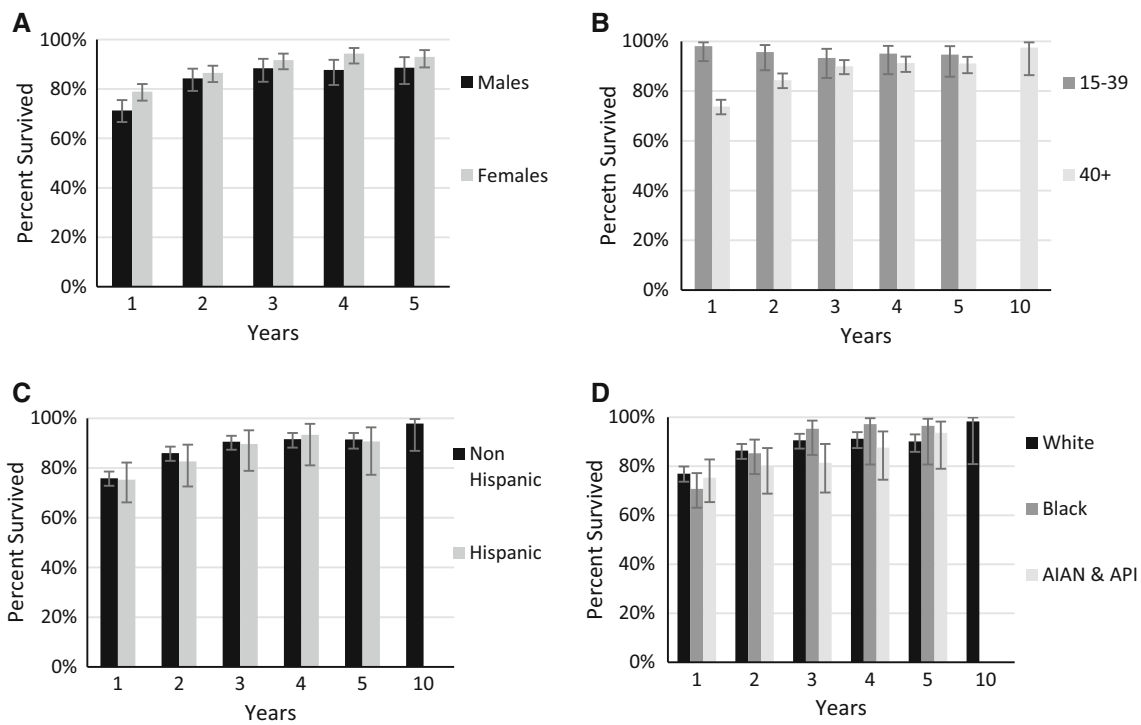 A
Percent Survived
100%
80%
60%
40%
20%
0%
1 2 3 4 5
Years
Males
Females
B
Percetn Survived
100%
80%
60%
40%
20%
0%
1 2 3 4 5 10
Years
15-39
40+
C
Percent Survived
100%
80%
60%
40%
20%
0%
1 2 3 4 5 10
Years
Non
Hispanic
Hispanic
D
Percent Survived
100%
80%
60%
40%
20%
0%
1 2 3 4 5 10
Years
White
Black
AIAN & API